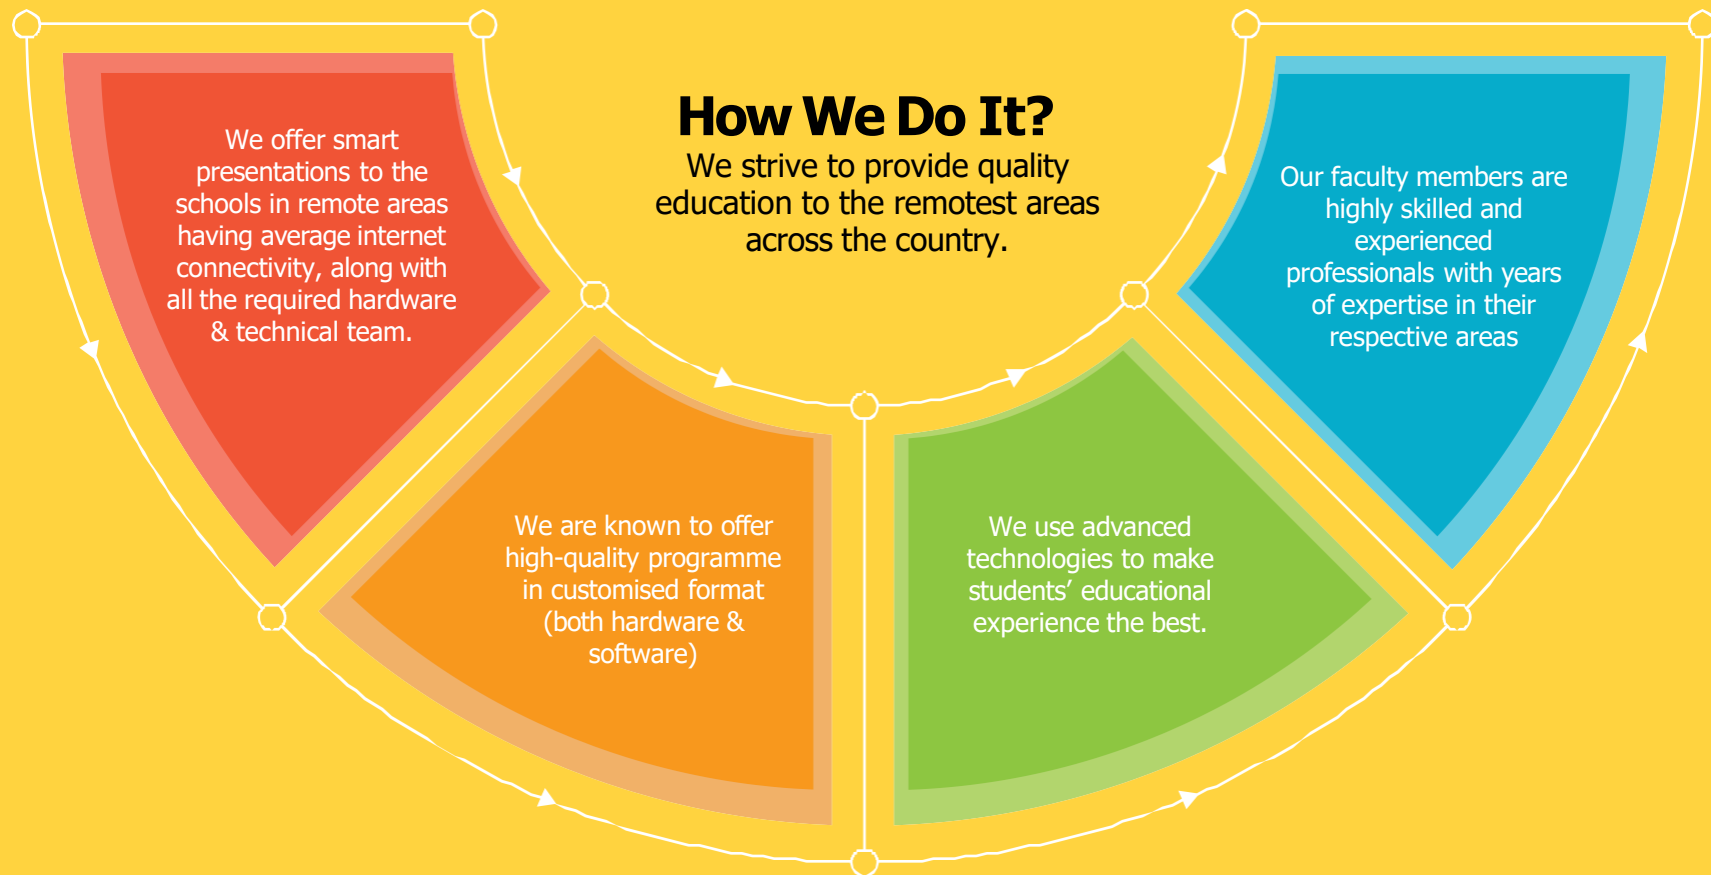 How We Do It?
We strive to provide quality
education to the remotest areas
across the country.
We offer smart
presentations to the
schools in remote areas
having average internet
connectivity, along with
all the required hardware
& technical team.
We are known to offer
high-quality programme
in customised format
(both hardware &
software)
We use advanced
technologies to make
students’ educational
experience the best.
Our faculty members are
highly skilled and
experienced
professionals with years
of expertise in their
respective areas